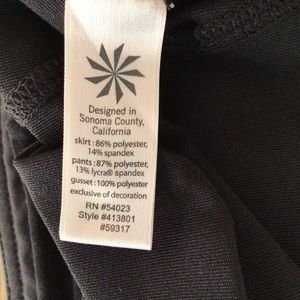 Designed in
Sonoma County,
California
skirt : 86% polyester,
14% spandex
pants : 87% polyester,
13% lycra® spandex
gusset : 100% polyester
exclusive of decoration
RN #54023
Style #413801
#59317